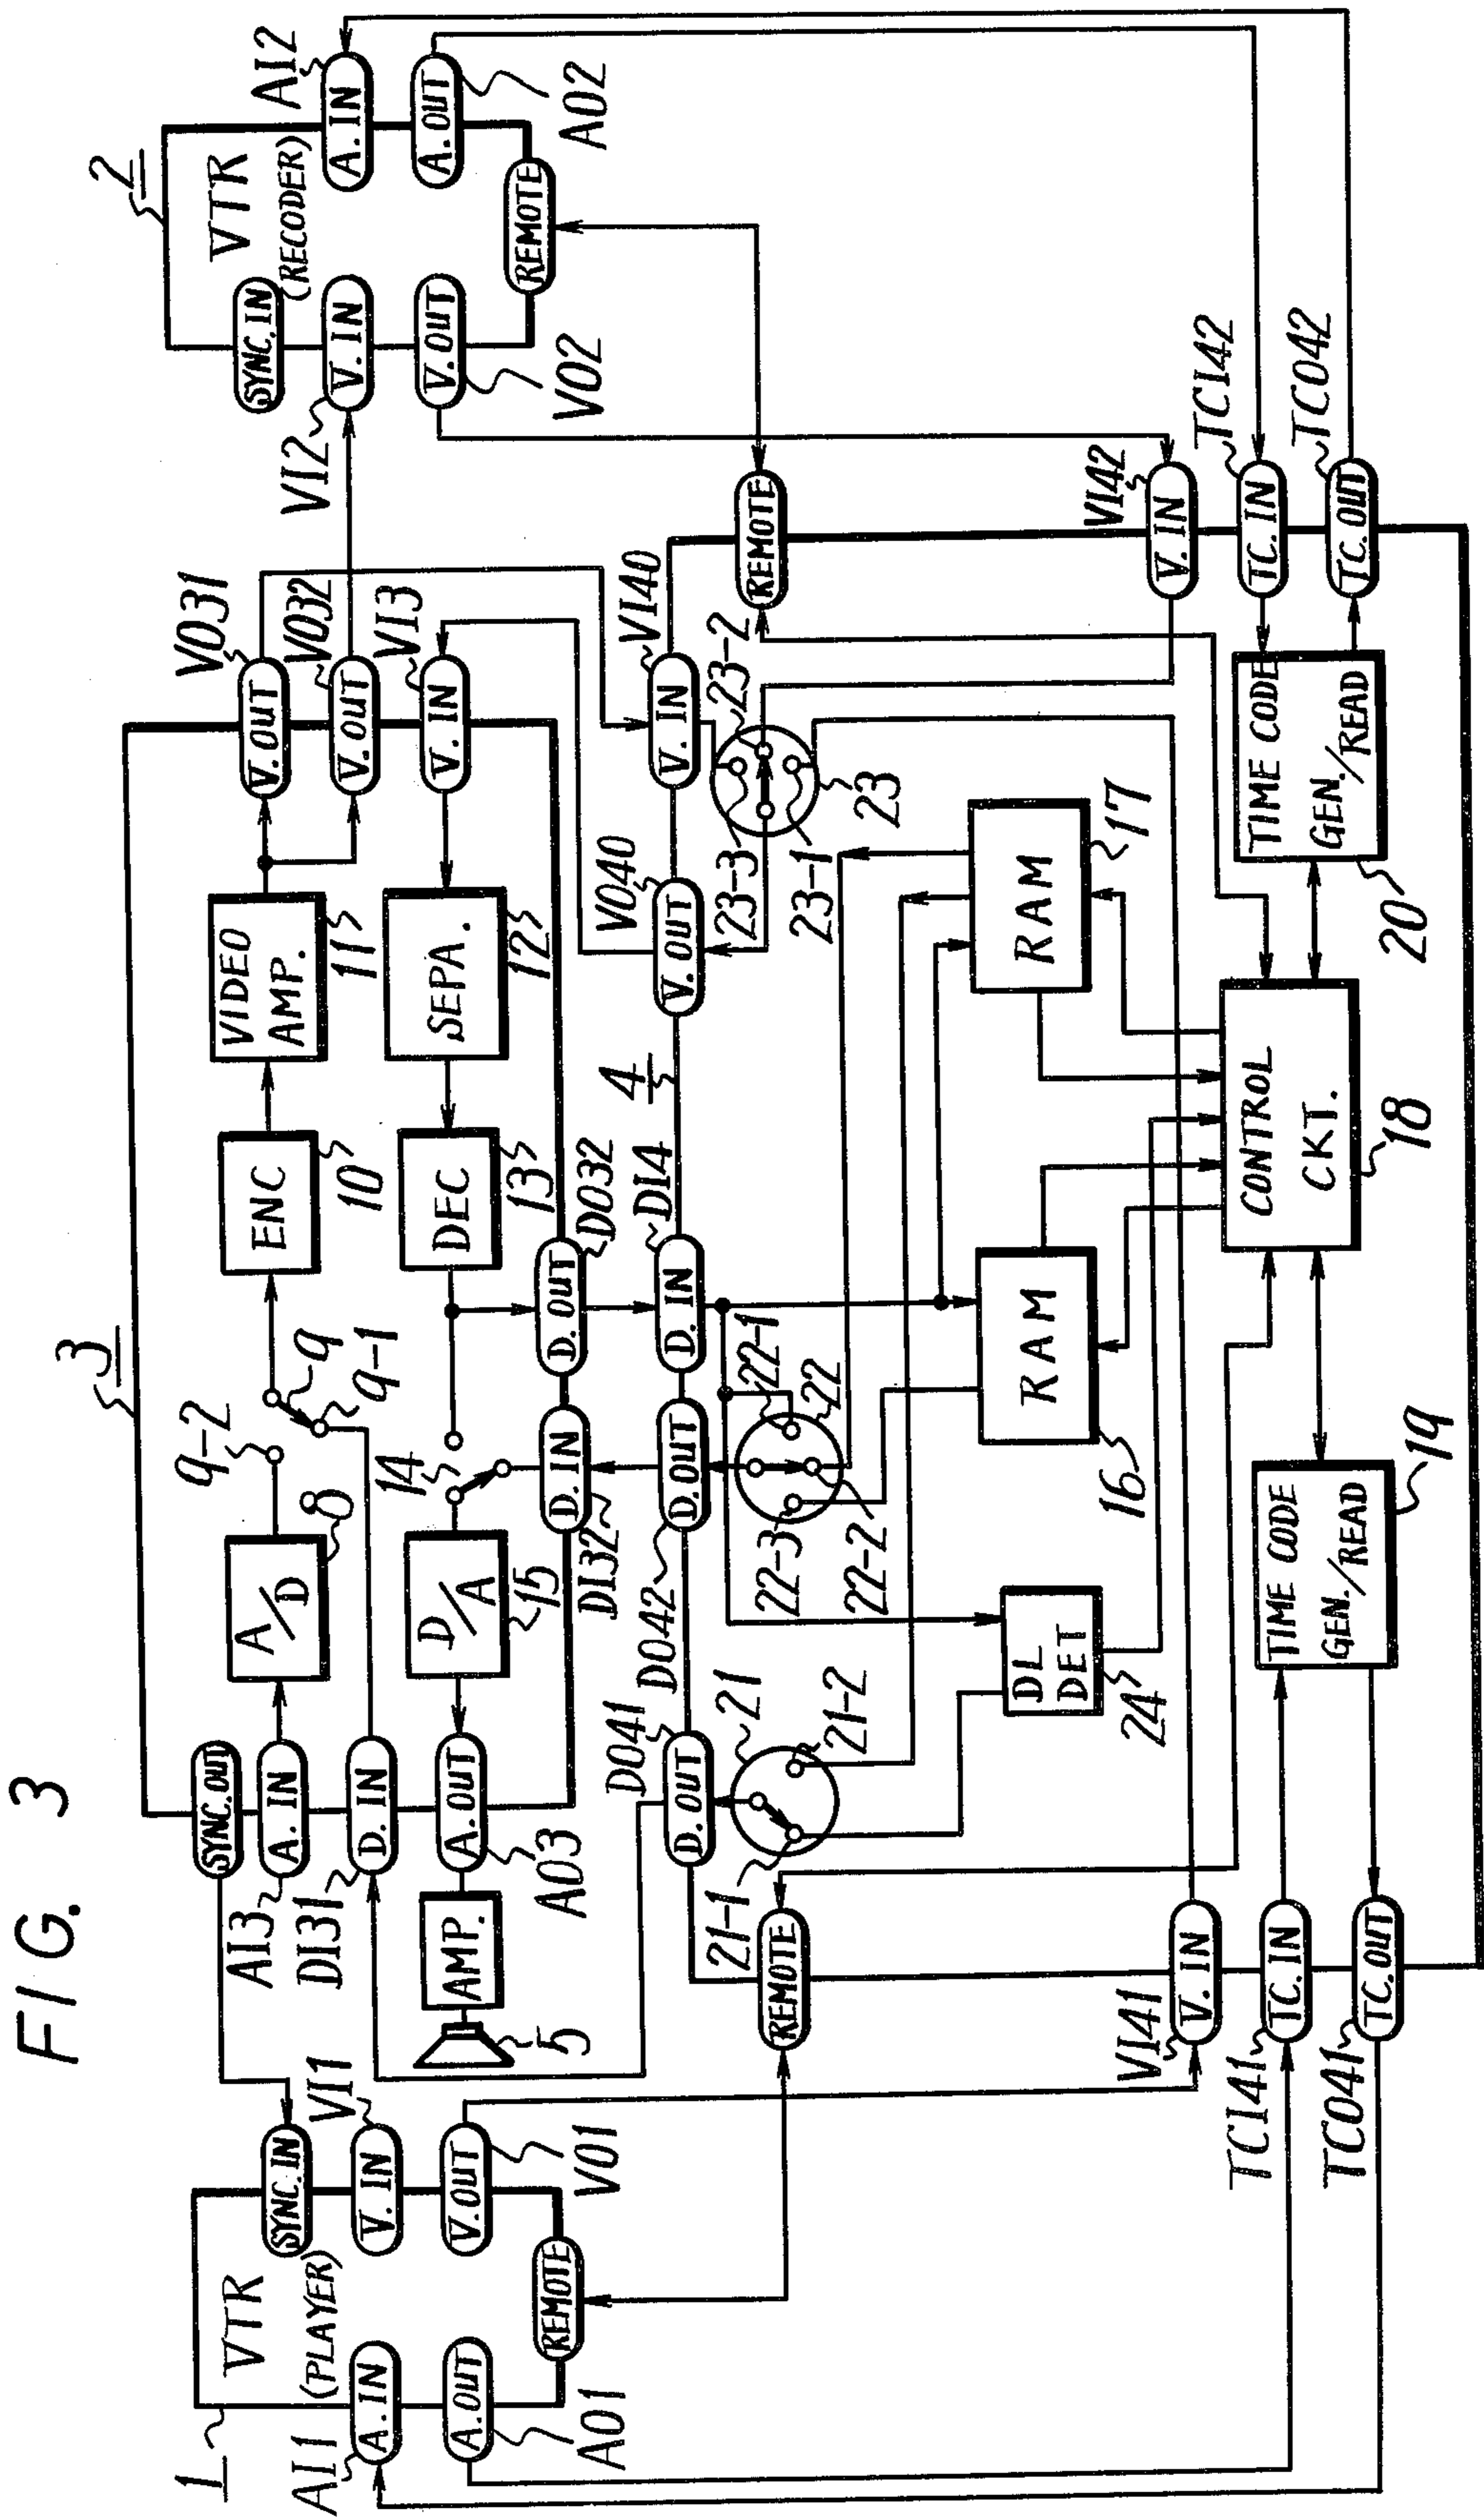 FIG. 3
1
VTR
(PLAYER)
SYNC.IN
AI1
A.IN
V.IN
VI1
A.OUT
AO1
V.OUT
VO1
REMOTE
3
SYNC.OUT
AI3
A.IN
DI31
D.IN
A.OUT
AO3
AMP.
5
A/D
8
9-2
9
9-1
ENC
10
VIDEO
AMP.
11
V.OUT
VO31
V.OUT
VO32
V.IN
VI3
SEPA.
12
DEC
13
14
D/A
15
D.IN
DI32
D.OUT
DO32
2
VTR
(RECODER)
SYNC.IN
VI2
V.IN
A.IN
AI2
V.OUT
VO2
A.OUT
AO2
REMOTE
4
DO41
D.OUT
DO42
D.OUT
D.IN
DI4
VO40
V.OUT
V.IN
VI40
21
21-1
21-2
22-1
22
22-3
22-2
23-3
23-2
23-1
23
REMOTE
REMOTE
DL
DET
24
RAM
16
RAM
17
VI41
V.IN
TCI41
TC.IN
TCO41
TC.OUT
TIME CODE
GEN./READ
19
CONTROL
CKT.
18
TIME CODE
GEN./READ
20
VI42
V.IN
TCI42
TC.IN
TCO42
TC.OUT